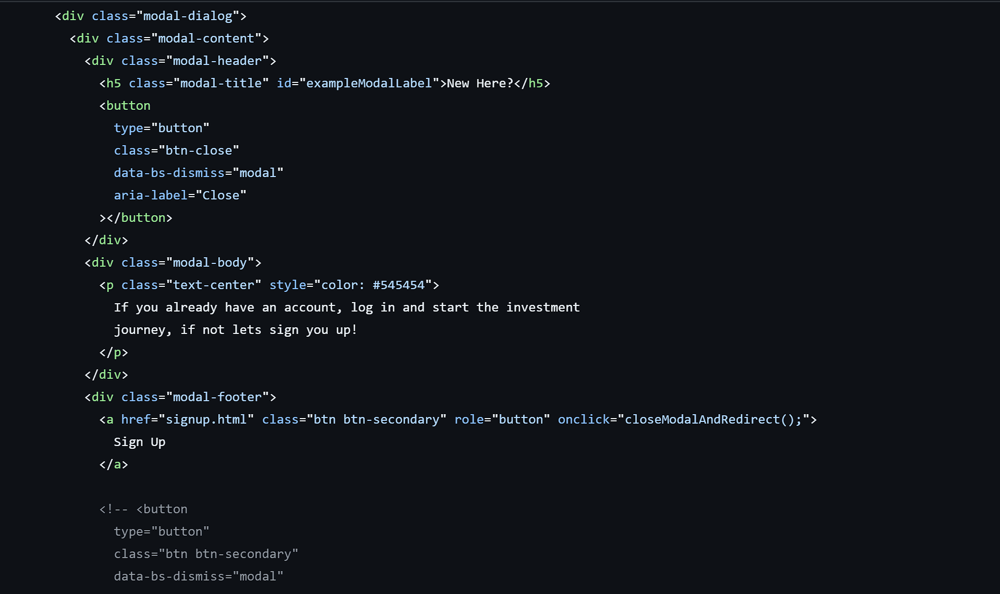 <div class="modal-dialog">
<div class="modal-content">
<div class="modal-header">
<h5 class="modal-title" id="exampleModalLabel">New Here?</h5>
<button
type="button"
class="btn-close"
data-bs-dismiss="modal"
aria-label="Close"
></button>
</div>
<div class="modal-body">
<p class="text-center" style="color: #545454">
If you already have an account, log in and start the investment
journey, if not lets sign you up!
</p>
</div>
<div class="modal-footer">
<a href="signup.html" class="btn btn-secondary" role="button" onclick="closeModalAndRedirect();">
Sign Up
</a>
<!-- <button
type="button"
class="btn btn-secondary"
data-bs-dismiss="modal"